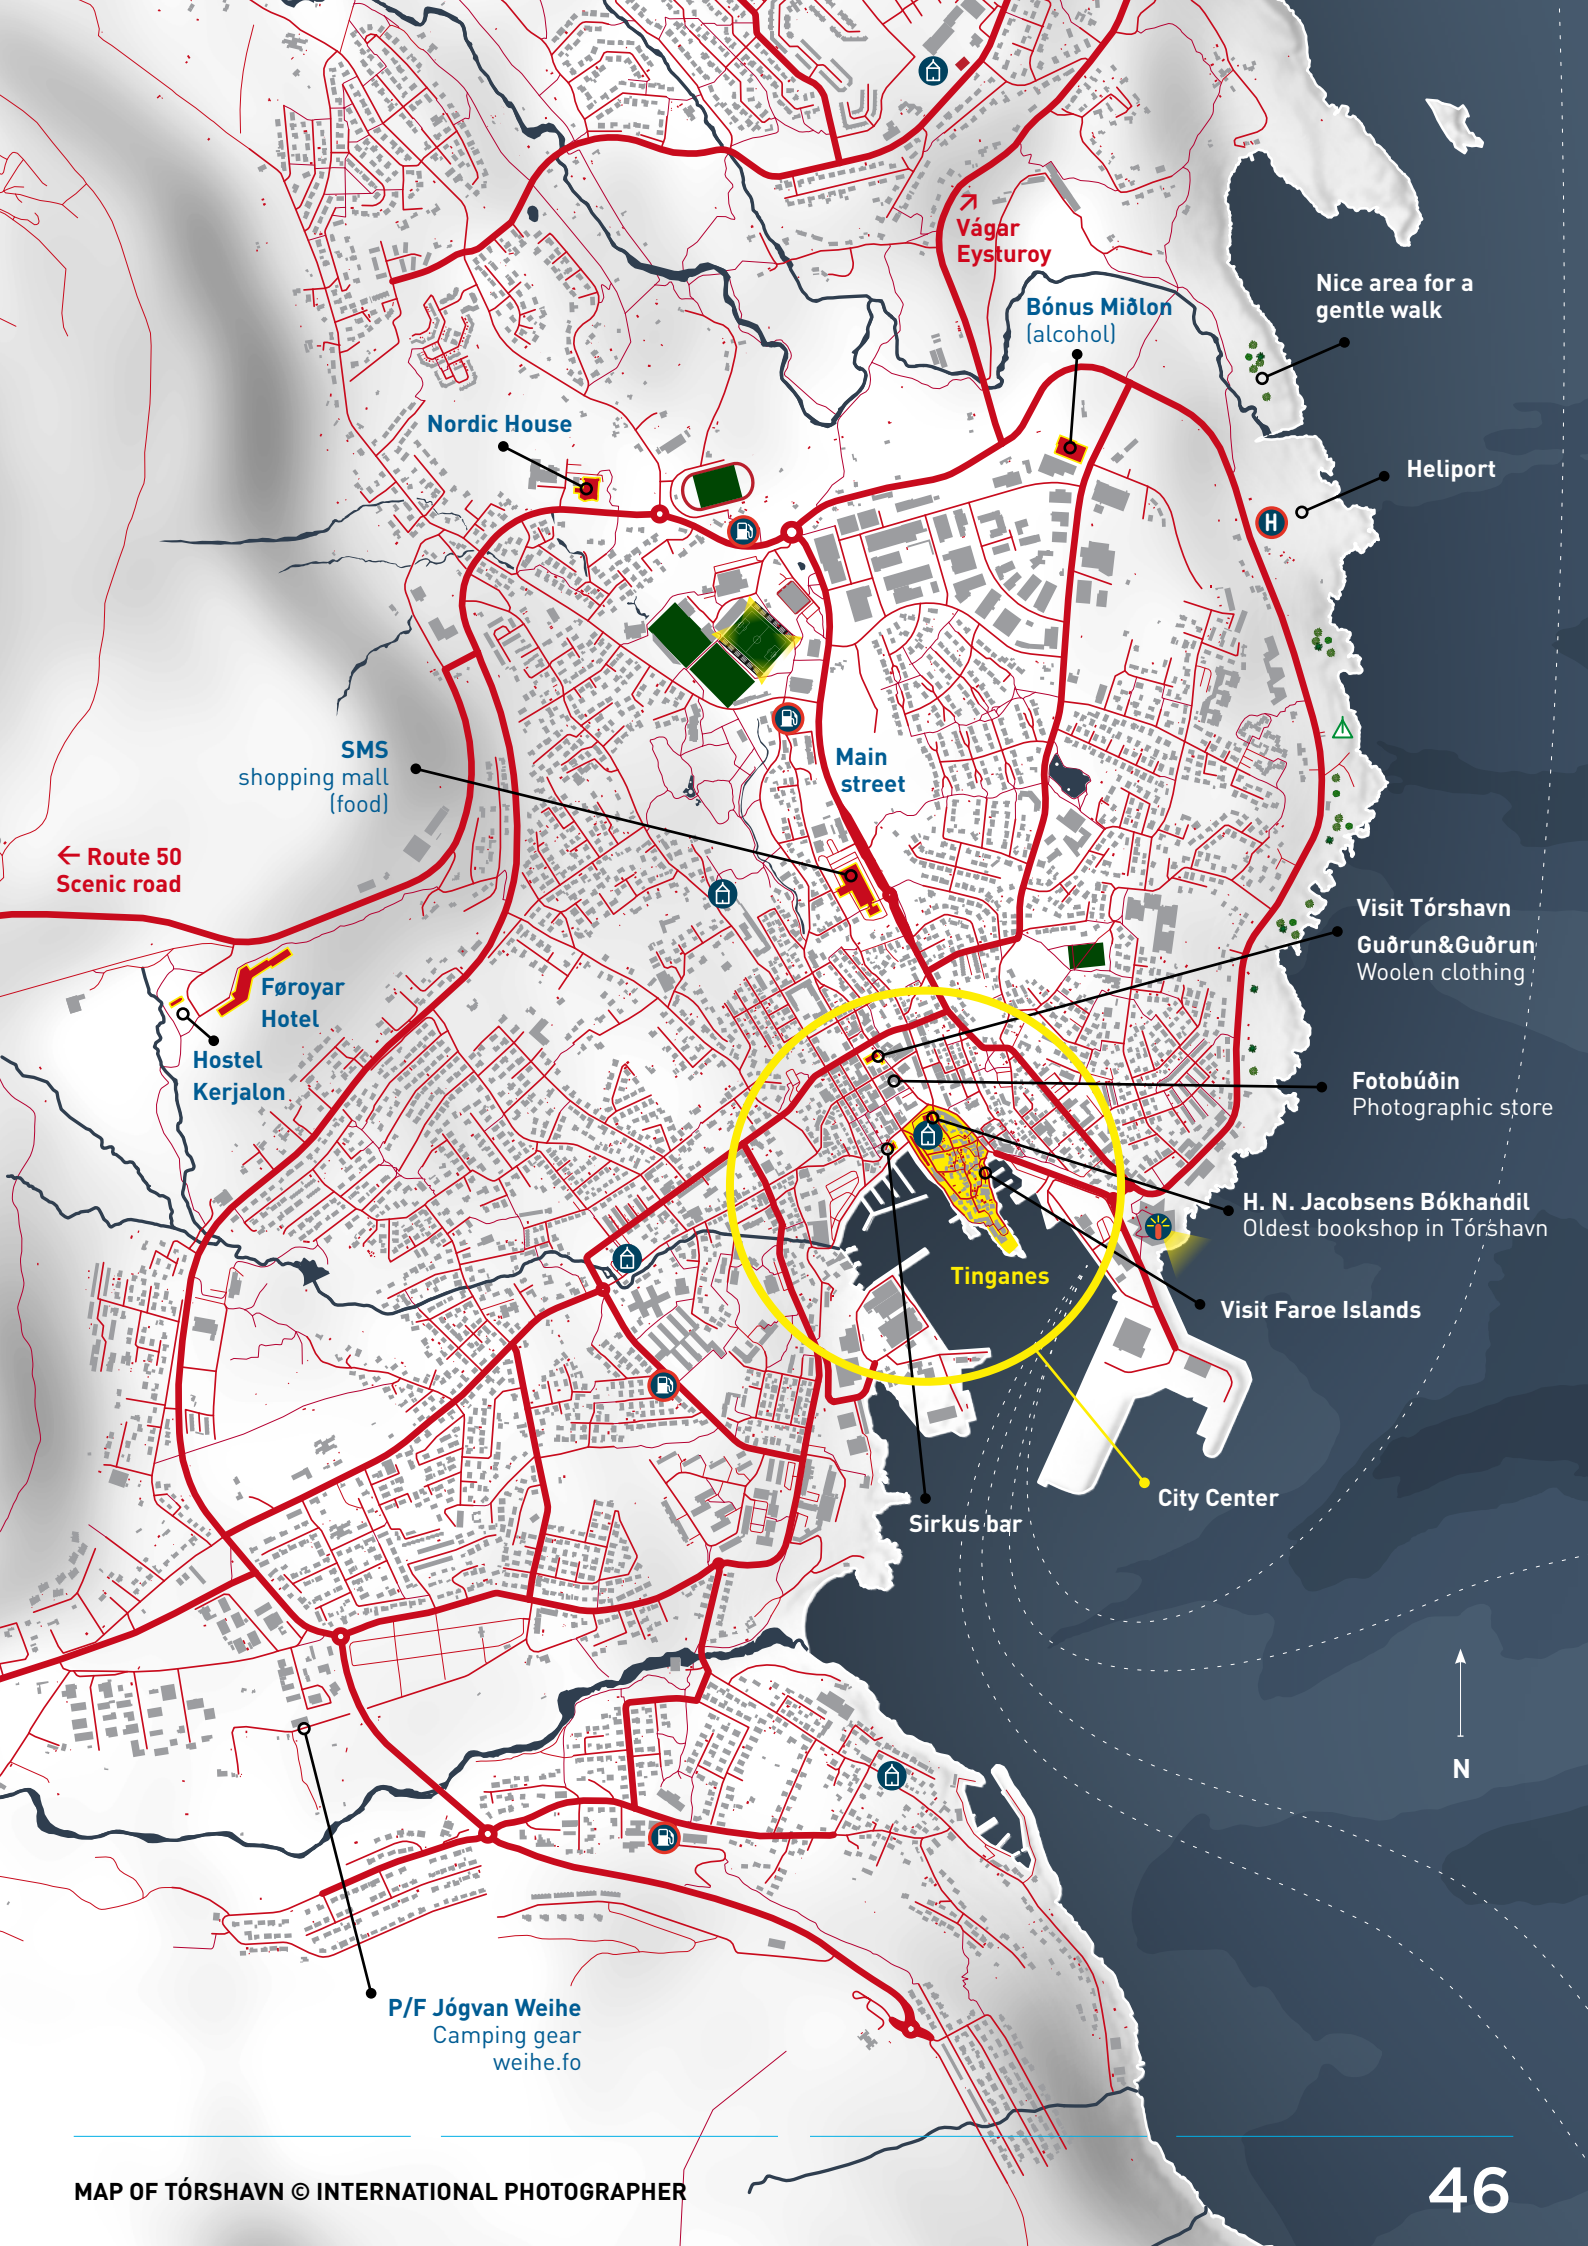 Vágar
Eysturoy
Nice area for a
gentle walk
Bónus Miðlon
(alcohol)
Nordic House
Heliport
H
SMS
shopping mall
(food)
Main
street
← Route 50
Scenic road
Visit Tórshavn
Guðrun&Guðrun
Woolen clothing
Føroyar
Hotel
Hostel
Kerjalon
Fotobúðin
Photographic store
H. N. Jacobsens Bókhandil
Oldest bookshop in Tórshavn
Tinganes
Visit Faroe Islands
City Center
Sirkus bar
N
P/F Jógvan Weihe
Camping gear
weihe.fo
MAP OF TÓRSHAVN © INTERNATIONAL PHOTOGRAPHER
46